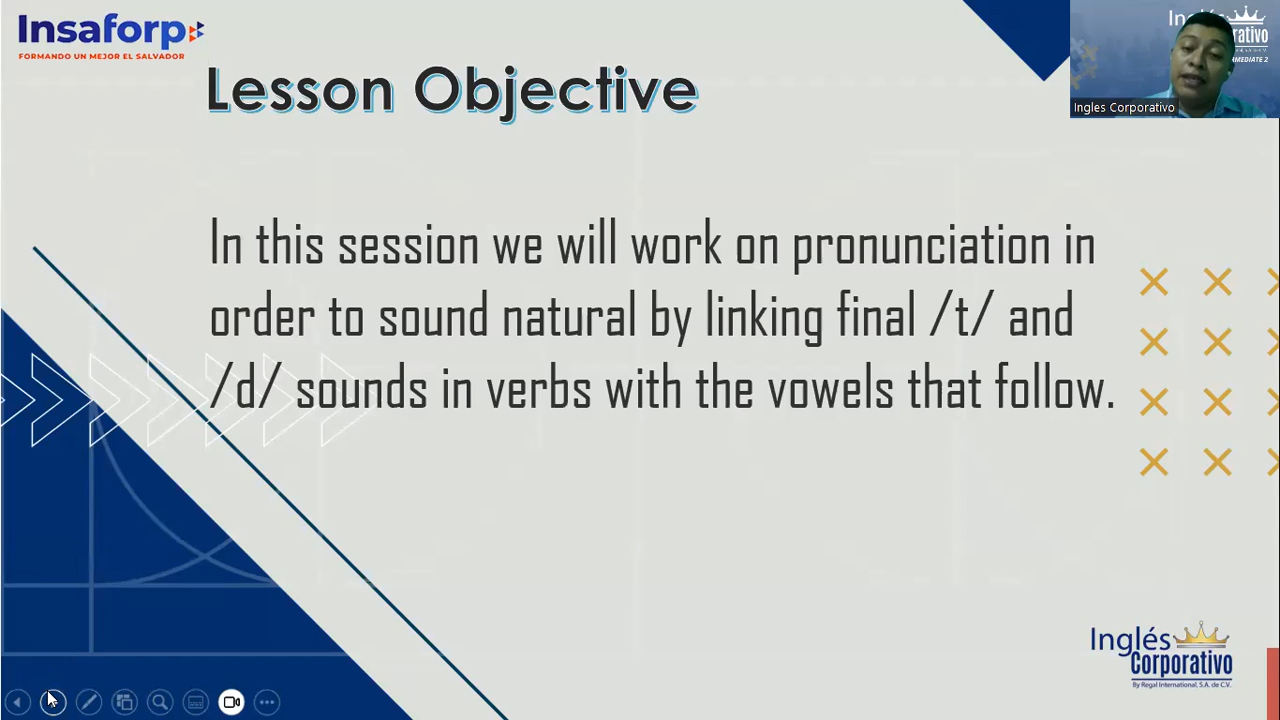 Insaforp
FORMANDO UN MEJOR EL SALVADOR
Lesson Objective
In this session we will work on pronunciation in
order to sound natural by linking final /t/ and
/d/ sounds in verbs with the vowels that follow.
Ingles Corporativo
Inglés
Corporativo
By Regal International, S.A. de C.V.